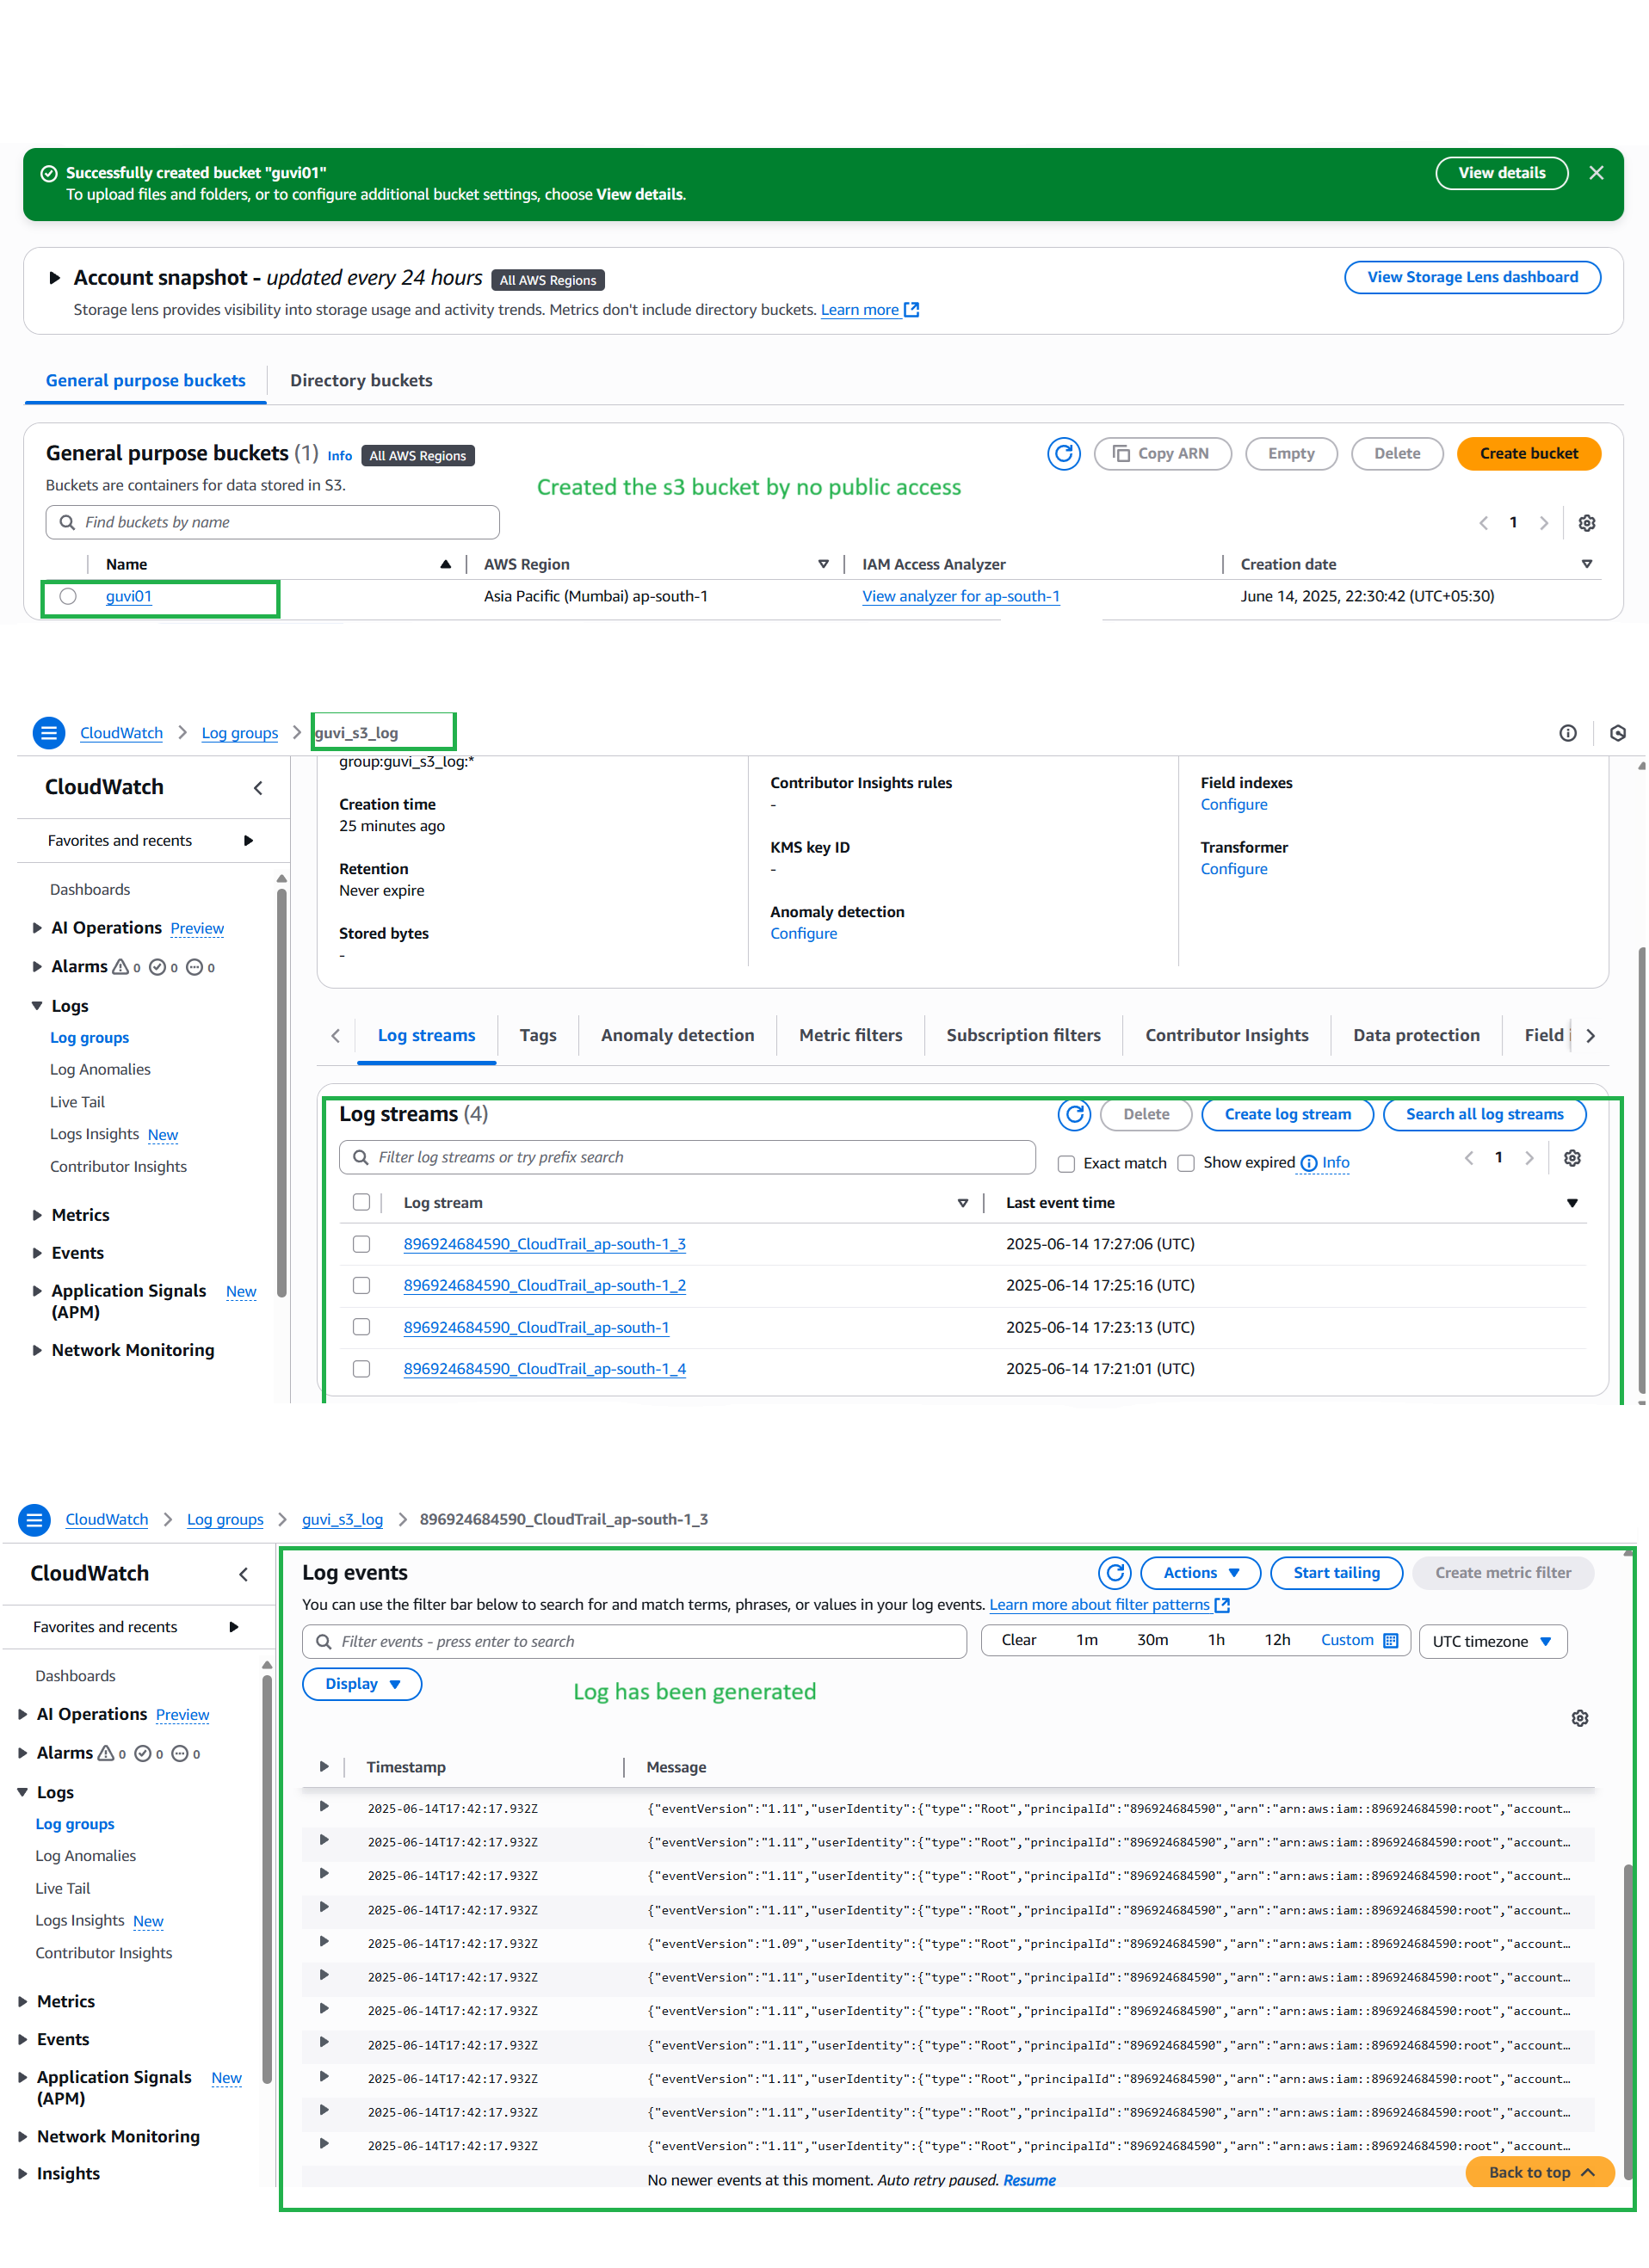 Successfully created bucket "guvi01"
View details
To upload files and folders, or to configure additional bucket settings, choose View details.
Account snapshot - updated every 24 hours All AWS Regions
View Storage Lens dashboard
Storage lens provides visibility into storage usage and activity trends. Metrics don't include directory buckets. Learn more
General purpose buckets Directory buckets
General purpose buckets (1) Info All AWS Regions
Copy ARN Empty Delete Create bucket
Buckets are containers for data stored in S3.
Created the s3 bucket by no public access
Find buckets by name
1
Name AWS Region IAM Access Analyzer Creation date
guvi01 Asia Pacific (Mumbai) ap-south-1 View analyzer for ap-south-1 June 14, 2025, 22:30:42 (UTC+05:30)
CloudWatch Log groups guvi_s3_log
CloudWatch
Favorites and recents
Dashboards
AI Operations Preview
Alarms 0 0 0
Logs
Log groups
Log Anomalies
Live Tail
Logs Insights New
Contributor Insights
Metrics
Events
Application Signals (APM) New
Network Monitoring
group:guvi_s3_log:*
Creation time
25 minutes ago
Retention
Never expire
Stored bytes
-
Contributor Insights rules
-
KMS key ID
-
Anomaly detection
Configure
Field indexes
Configure
Transformer
Configure
Log streams Tags Anomaly detection Metric filters Subscription filters Contributor Insights Data protection Field i
Log streams (4)
Delete Create log stream Search all log streams
Filter log streams or try prefix search
Exact match Show expired Info
1
Log stream Last event time
896924684590_CloudTrail_ap-south-1_3 2025-06-14 17:27:06 (UTC)
896924684590_CloudTrail_ap-south-1_2 2025-06-14 17:25:16 (UTC)
896924684590_CloudTrail_ap-south-1 2025-06-14 17:23:13 (UTC)
896924684590_CloudTrail_ap-south-1_4 2025-06-14 17:21:01 (UTC)
CloudWatch Log groups guvi_s3_log 896924684590_CloudTrail_ap-south-1_3
CloudWatch
Favorites and recents
Dashboards
AI Operations Preview
Alarms 0 0 0
Logs
Log groups
Log Anomalies
Live Tail
Logs Insights New
Contributor Insights
Metrics
Events
Application Signals (APM) New
Network Monitoring
Insights
Log events
Actions Start tailing Create metric filter
You can use the filter bar below to search for and match terms, phrases, or values in your log events. Learn more about filter patterns
Filter events - press enter to search
Clear 1m 30m 1h 12h Custom UTC timezone
Display
Log has been generated
Timestamp Message
2025-06-14T17:42:17.932Z {"eventVersion":"1.11","userIdentity":{"type":"Root","principalId":"896924684590","arn":"arn:aws:iam::896924684590:root","account…
2025-06-14T17:42:17.932Z {"eventVersion":"1.11","userIdentity":{"type":"Root","principalId":"896924684590","arn":"arn:aws:iam::896924684590:root","account…
2025-06-14T17:42:17.932Z {"eventVersion":"1.11","userIdentity":{"type":"Root","principalId":"896924684590","arn":"arn:aws:iam::896924684590:root","account…
2025-06-14T17:42:17.932Z {"eventVersion":"1.11","userIdentity":{"type":"Root","principalId":"896924684590","arn":"arn:aws:iam::896924684590:root","account…
2025-06-14T17:42:17.932Z {"eventVersion":"1.09","userIdentity":{"type":"Root","principalId":"896924684590","arn":"arn:aws:iam::896924684590:root","account…
2025-06-14T17:42:17.932Z {"eventVersion":"1.11","userIdentity":{"type":"Root","principalId":"896924684590","arn":"arn:aws:iam::896924684590:root","account…
2025-06-14T17:42:17.932Z {"eventVersion":"1.11","userIdentity":{"type":"Root","principalId":"896924684590","arn":"arn:aws:iam::896924684590:root","account…
2025-06-14T17:42:17.932Z {"eventVersion":"1.11","userIdentity":{"type":"Root","principalId":"896924684590","arn":"arn:aws:iam::896924684590:root","account…
2025-06-14T17:42:17.932Z {"eventVersion":"1.11","userIdentity":{"type":"Root","principalId":"896924684590","arn":"arn:aws:iam::896924684590:root","account…
2025-06-14T17:42:17.932Z {"eventVersion":"1.11","userIdentity":{"type":"Root","principalId":"896924684590","arn":"arn:aws:iam::896924684590:root","account…
2025-06-14T17:42:17.932Z {"eventVersion":"1.11","userIdentity":{"type":"Root","principalId":"896924684590","arn":"arn:aws:iam::896924684590:root","account…
No newer events at this moment. Auto retry paused. Resume
Back to top